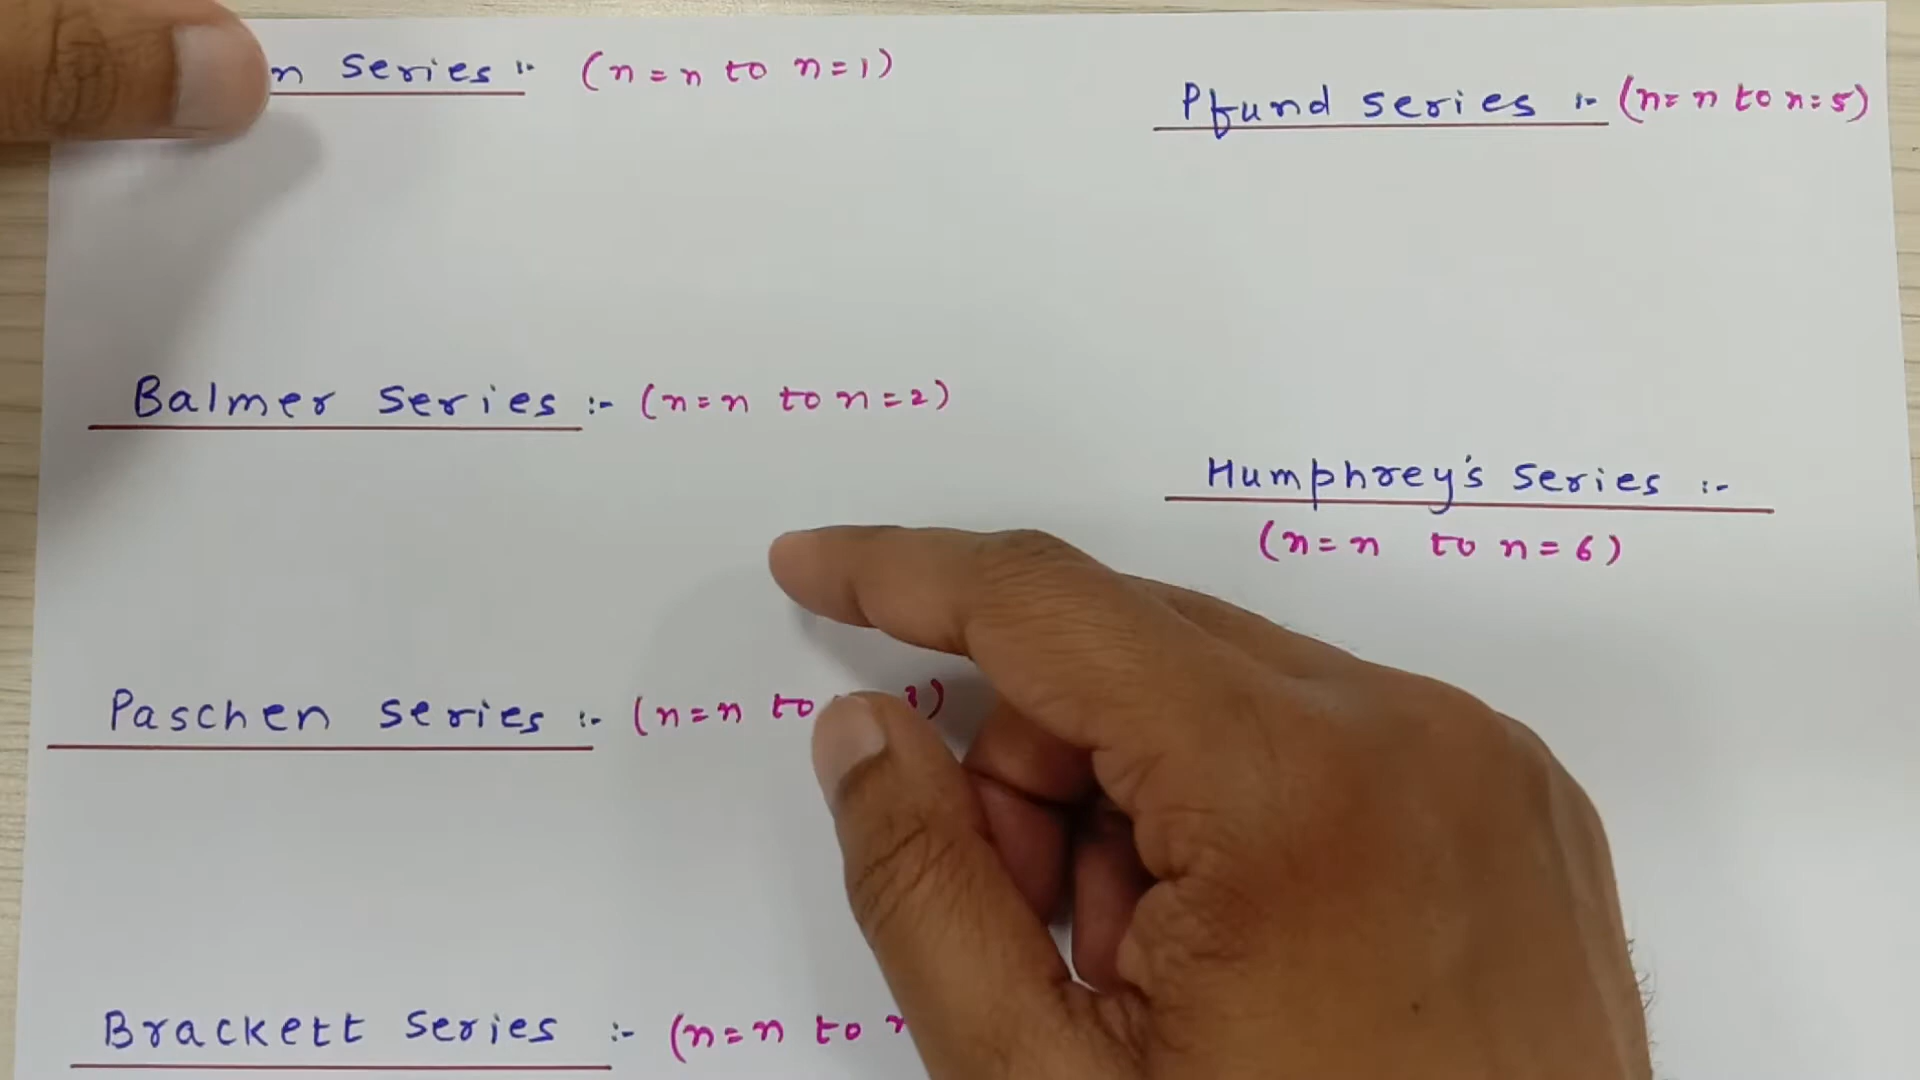 n series :- (n = n to n = 1)
Balmer series :- (n = n to n = 2)
Paschen series :- (n = n to 3)
Brackett series :- (n = n to n
Pfund series :- (n = n to n = 5)
Humphrey's series :-
(n = n to n = 6)